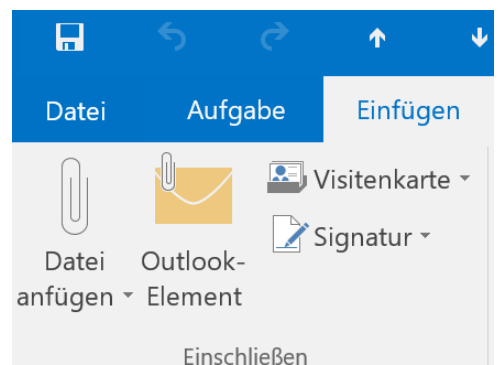 Datei Aufgabe Einfügen
Datei
anfügen
Outlook-
Element
Visitenkarte
Signatur
Einschließen